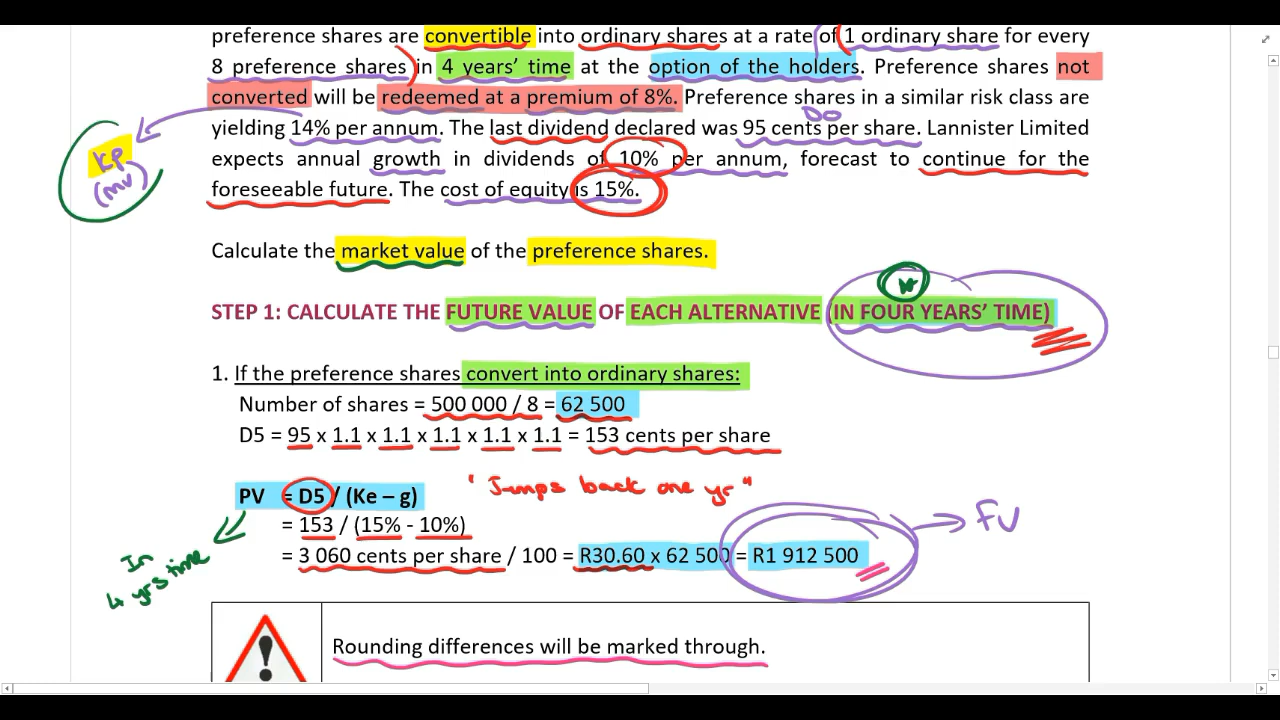 preference shares are convertible into ordinary shares at a rate of 1 ordinary share for every
8 preference shares in 4 years’ time at the option of the holders. Preference shares not
converted will be redeemed at a premium of 8%. Preference shares in a similar risk class are
Do
yielding 14% per annum. The last dividend declared was 95 cents per share. Lannister Limited
expects annual growth in dividends of 10% per annum, forecast to continue for the
foreseeable future. The cost of equity is 15%.
KP
(mv)
Calculate the market value of the preference shares.
STEP 1: CALCULATE THE FUTURE VALUE OF EACH ALTERNATIVE (IN FOUR YEARS’ TIME)
1. If the preference shares convert into ordinary shares:
Number of shares = 500 000 / 8 = 62 500
D5 = 95 x 1.1 x 1.1 x 1.1 x 1.1 x 1.1 = 153 cents per share
PV = D5 / (Ke – g)
"Jumps back one yr"
= 153 / (15% - 10%)
FV
= 3 060 cents per share / 100 = R30.60 x 62 500 = R1 912 500
In
4 yrs time
Rounding differences will be marked through.